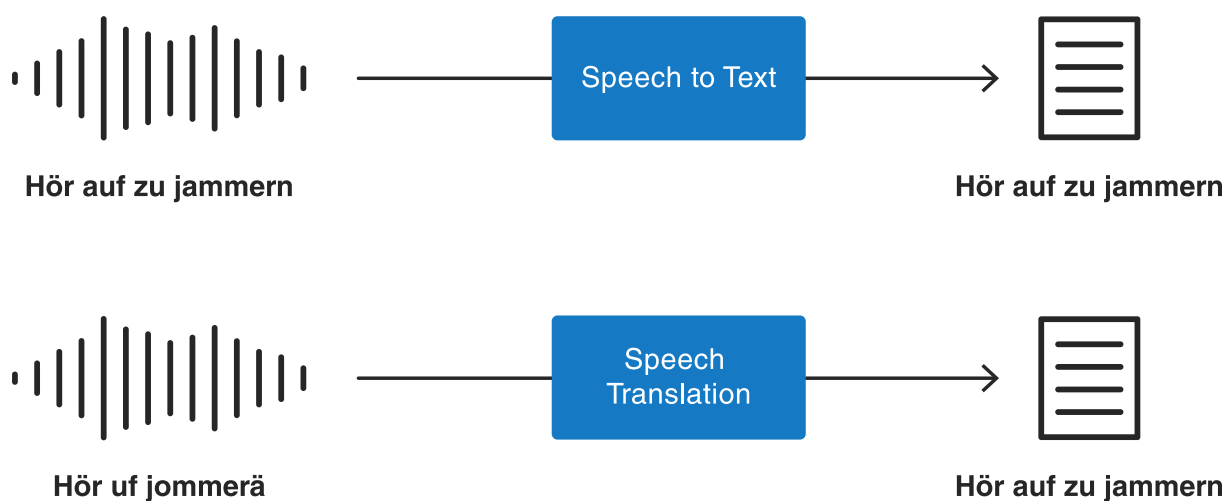 Speech to Text
Hör auf zu jammern
Hör auf zu jammern
Speech
Translation
Hör uf jommerä
Hör auf zu jammern